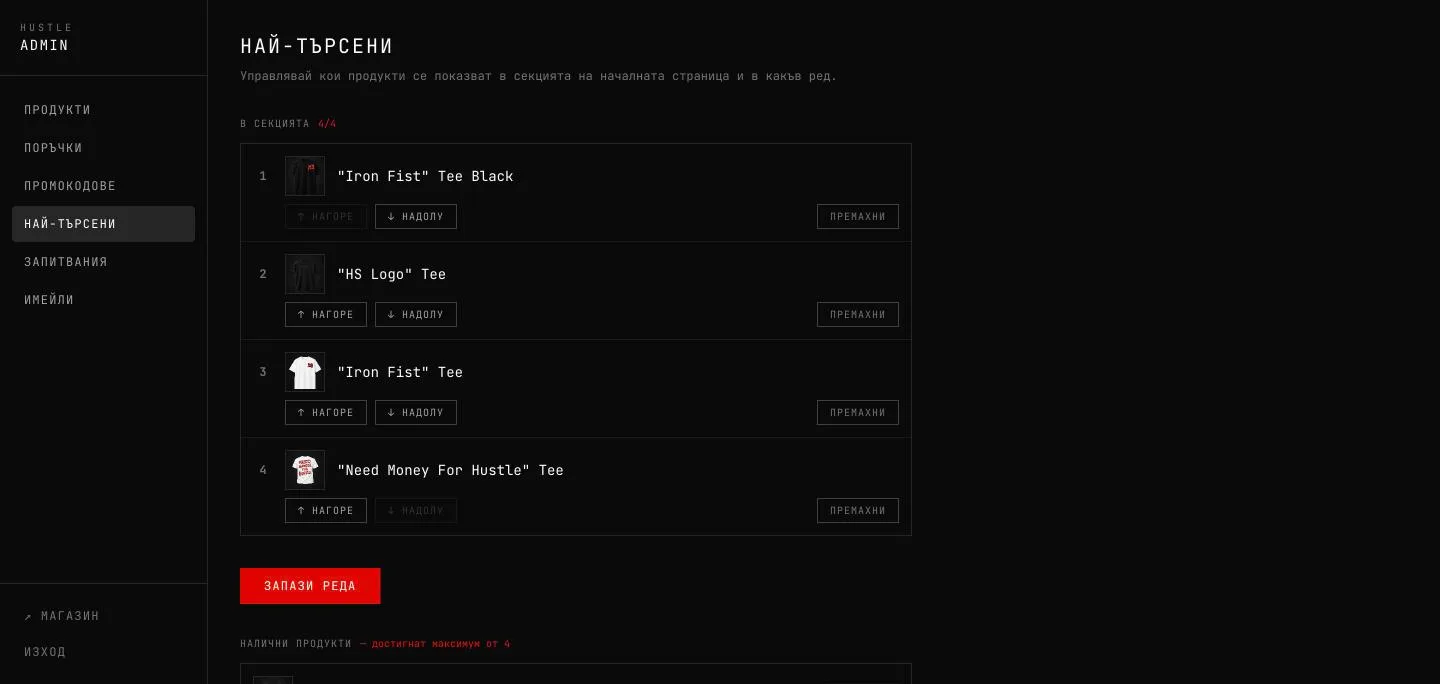 HUSTLE
ADMIN
ПРОДУКТИ
ПОРЪЧКИ
ПРОМОКОДОВЕ
НАЙ-ТЪРСЕНИ
ЗАПИТВАНИЯ
ИМЕЙЛИ
↗ МАГАЗИН
ИЗХОД
НАЙ-ТЪРСЕНИ
Управлявай кои продукти се показват в секцията на началната страница и в какъв ред.
В СЕКЦИЯТА 4/4
1 "Iron Fist" Tee Black
↑ НАГОРЕ ↓ НАДОЛУ ПРЕМАХНИ
2 "HS Logo" Tee
↑ НАГОРЕ ↓ НАДОЛУ ПРЕМАХНИ
3 "Iron Fist" Tee
↑ НАГОРЕ ↓ НАДОЛУ ПРЕМАХНИ
4 "Need Money For Hustle" Tee
↑ НАГОРЕ ↓ НАДОЛУ ПРЕМАХНИ
ЗАПАЗИ РЕДА
НАЛИЧНИ ПРОДУКТИ — достигнат максимум от 4